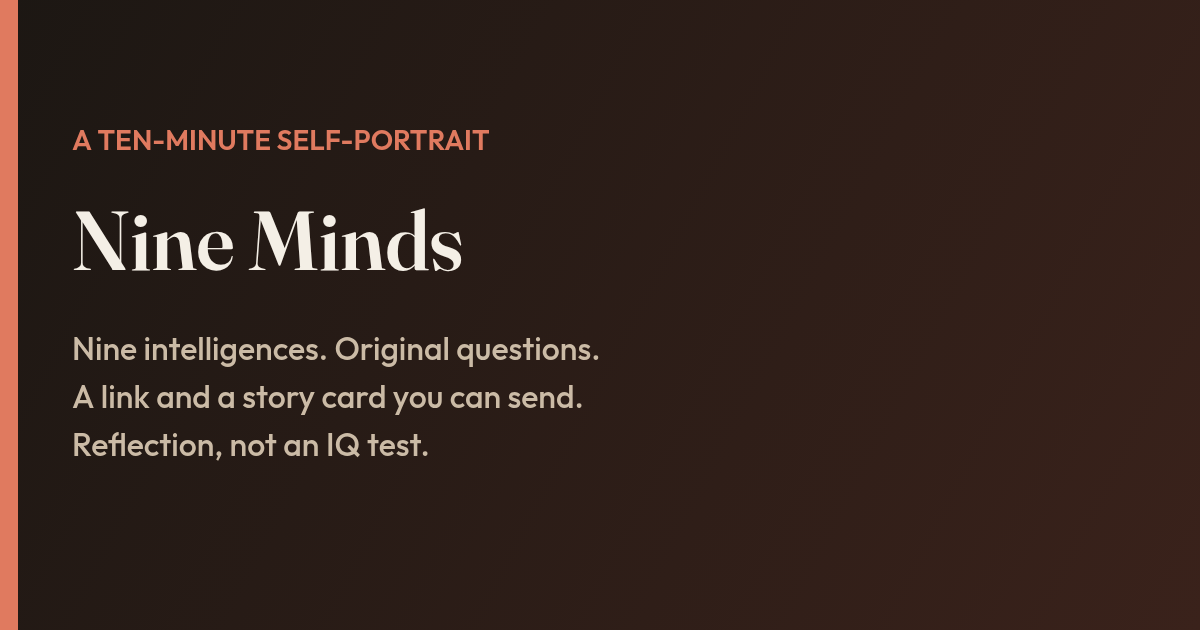 A TEN-MINUTE SELF-PORTRAIT
Nine Minds
Nine intelligences. Original questions.
A link and a story card you can send.
Reflection, not an IQ test.